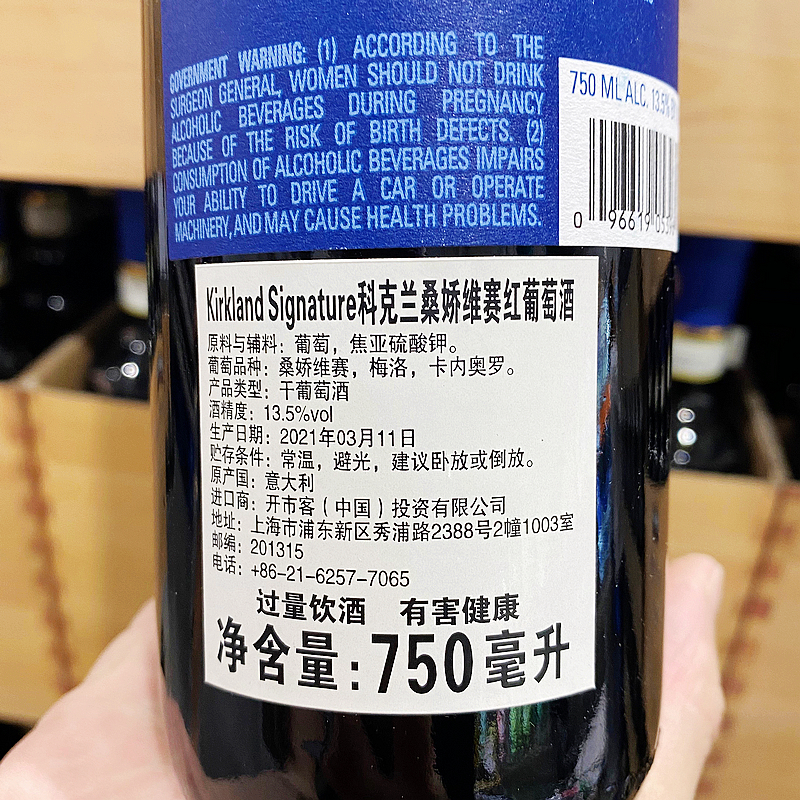 GOVERNMENT WARNING: (1) ACCORDING TO THE
SURGEON GENERAL, WOMEN SHOULD NOT DRINK
ALCOHOLIC BEVERAGES DURING PREGNANCY
BECAUSE OF THE RISK OF BIRTH DEFECTS. (2)
CONSUMPTION OF ALCOHOLIC BEVERAGES IMPAIRS
YOUR ABILITY TO DRIVE A CAR OR OPERATE
MACHINERY, AND MAY CAUSE HEALTH PROBLEMS.
750 ML ALC. 13.5%
0 96619
Kirkland Signature科克兰桑娇维赛红葡萄酒
原料与辅料：葡萄，焦亚硫酸钾。
葡萄品种：桑娇维赛，梅洛，卡内奥罗。
产品类型：干葡萄酒
酒精度：13.5%vol
生产日期：2021年03月11日
贮存条件：常温，避光，建议卧放或倒放。
原产国：意大利
进口商：开市客（中国）投资有限公司
地址：上海市浦东新区秀浦路2388号2幢1003室
邮编：201315
电话：+86-21-6257-7065
过量饮酒 有害健康
净含量：750毫升